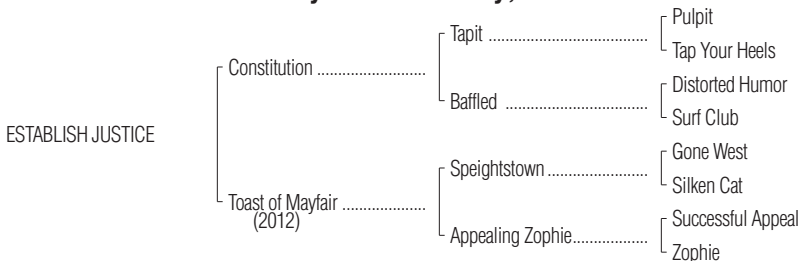 Pulpit
Tapit ........................................
Tap Your Heels
Constitution ...........................
Distorted Humor
Baffled ....................................
Surf Club
ESTABLISH JUSTICE
Gone West
Speightstown .........................
Silken Cat
Toast of Mayfair .....................
(2012)
Successful Appeal
Appealing Zophie...................
Zophie